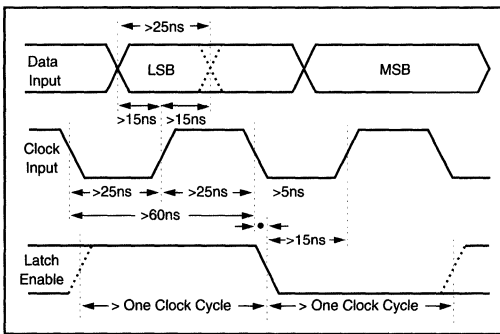 >25ns
Data Input
LSB
MSB
>15ns >15ns
Clock Input
>25ns >25ns >5ns
>60ns
>15ns
Latch Enable
> One Clock Cycle > One Clock Cycle